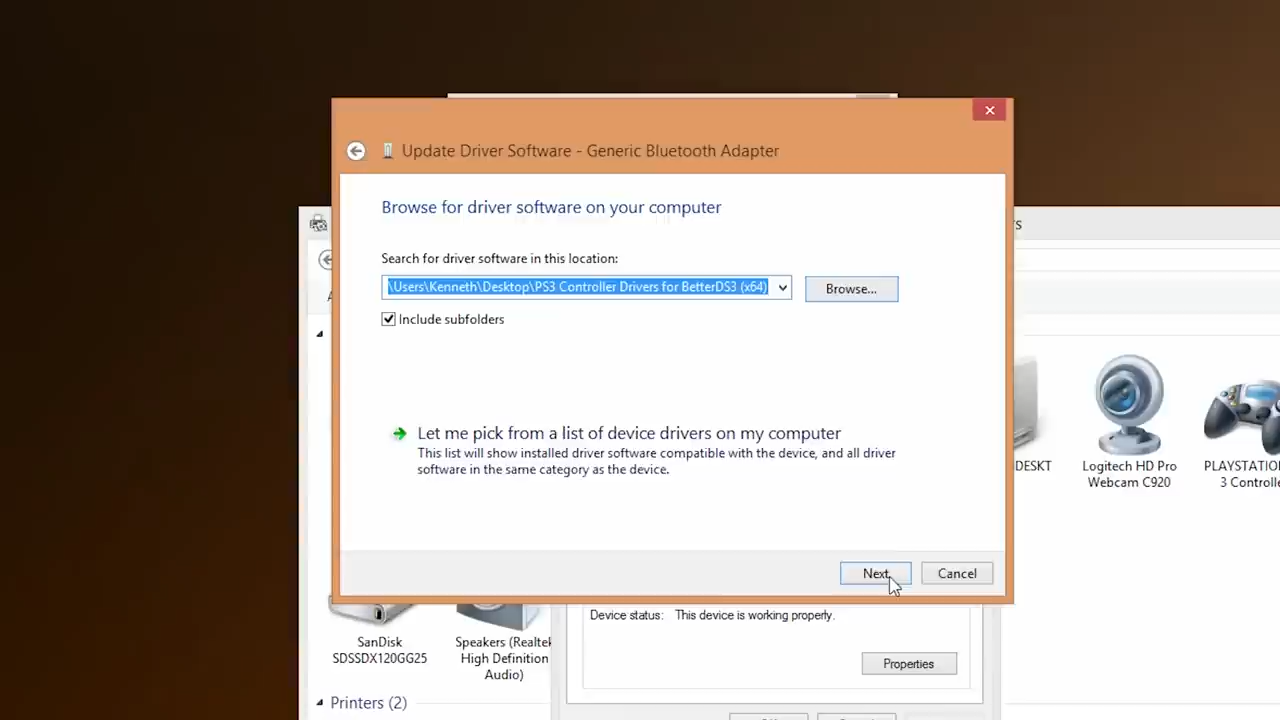 Update Driver Software - Generic Bluetooth Adapter
Browse for driver software on your computer
Search for driver software in this location:
\Users\Kenneth\Desktop\PS3 Controller Drivers for BetterDS3 (x64)
Browse...
Include subfolders
Let me pick from a list of device drivers on my computer
This list will show installed driver software compatible with the device, and all driver
software in the same category as the device.
Next
Cancel
Logitech HD Pro
Webcam C920
3 Controlle
Device status: This device is working properly.
Properties
SanDisk
SDSSDX120GG25
Speakers (Realtek
High Definition
Audio)
Printers (2)